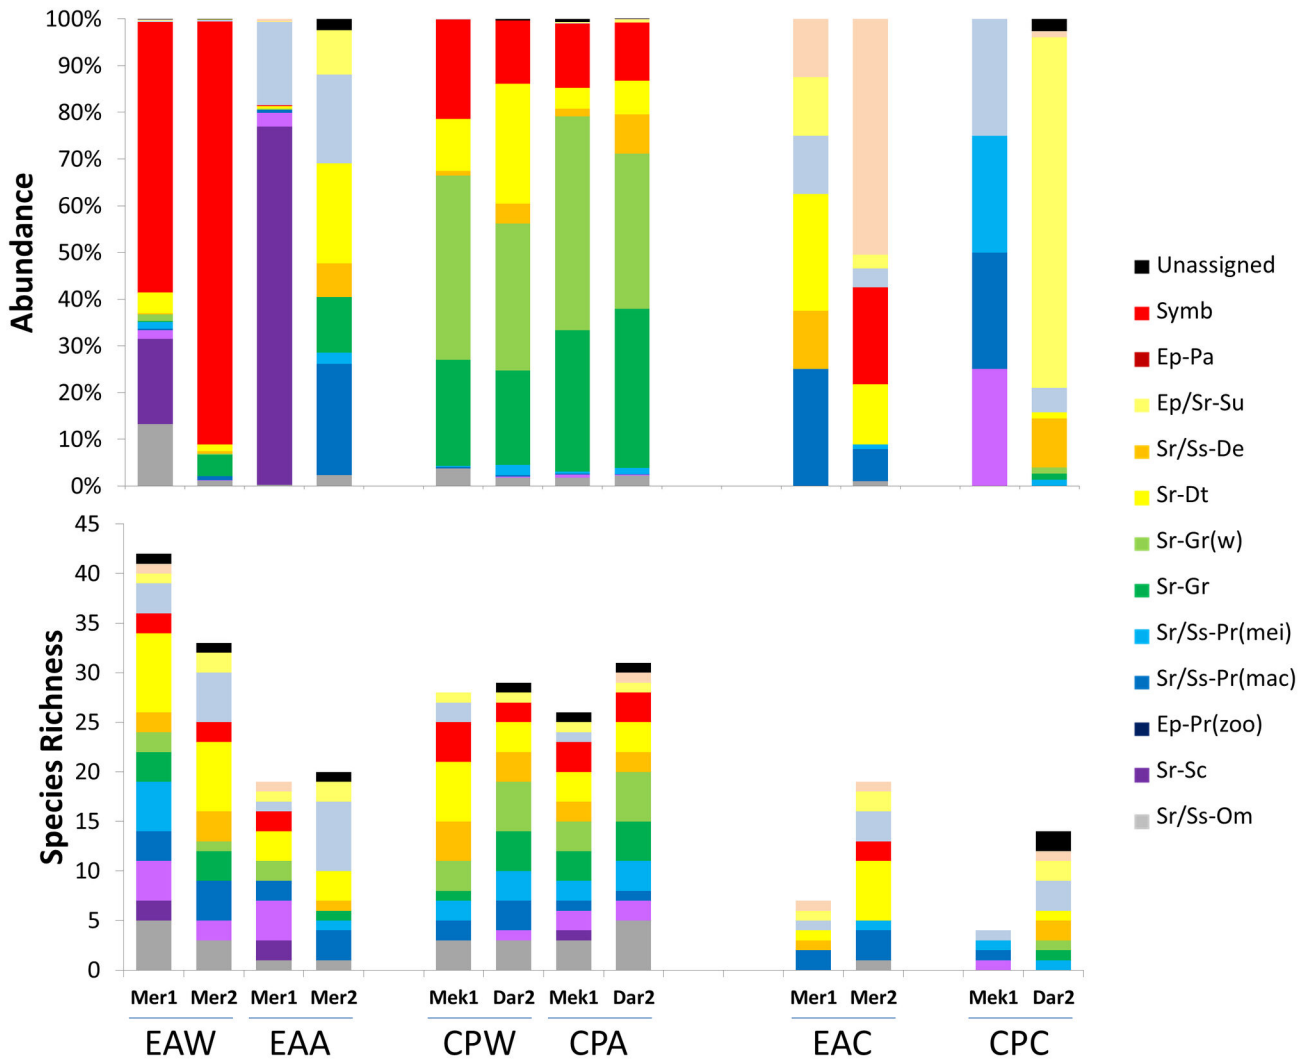 Abundance
100%
90%
80%
70%
60%
50%
40%
30%
20%
10%
0%
Species Richness
45
40
35
30
25
20
15
10
5
0
Mer1 Mer2 Mer1 Mer2 Mek1 Dar2 Mek1 Dar2 Mer1 Mer2 Mek1 Dar2
EAW EAA CPW CPA EAC CPC
Unassigned
Symb
Ep-Pa
Ep/Sr-Su
Sr/Ss-De
Sr-Dt
Sr-Gr(w)
Sr-Gr
Sr/Ss-Pr(mei)
Sr/Ss-Pr(mac)
Ep-Pr(zoo)
Sr-Sc
Sr/Ss-Om